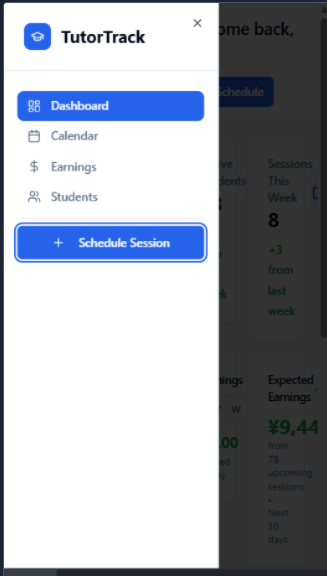 TutorTrack
Dashboard
Calendar
Earnings
Students
+ Schedule Session
ome back,
Schedule
Sessions
This
Week
8
+3
from
last
week
ve
dents
k
nings
W
.00
ed
y
Expected
Earnings
¥9,44
from
78
upcoming
sessions
•
Next
30
days